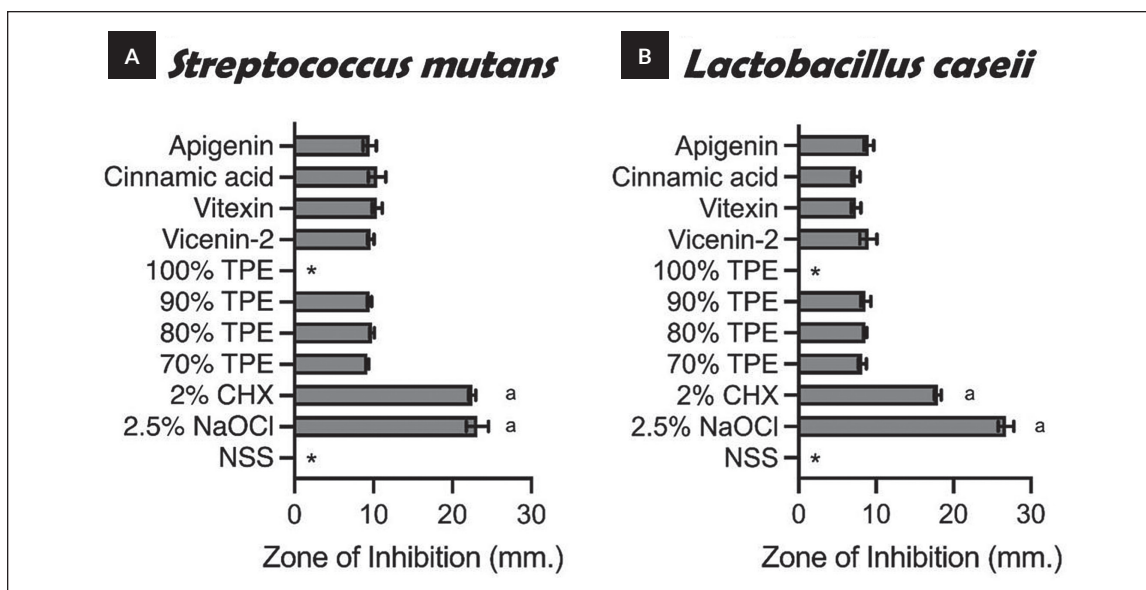 A Streptococcus mutans
Apigenin
Cinnamic acid
Vitexin
Vicenin-2
100% TPE *
90% TPE
80% TPE
70% TPE
2% CHX a
2.5% NaOCl a
NSS *
0 10 20 30
Zone of Inhibition (mm.)
B Lactobacillus caseii
Apigenin
Cinnamic acid
Vitexin
Vicenin-2
100% TPE *
90% TPE
80% TPE
70% TPE
2% CHX a
2.5% NaOCl a
NSS *
0 10 20 30
Zone of Inhibition (mm.)